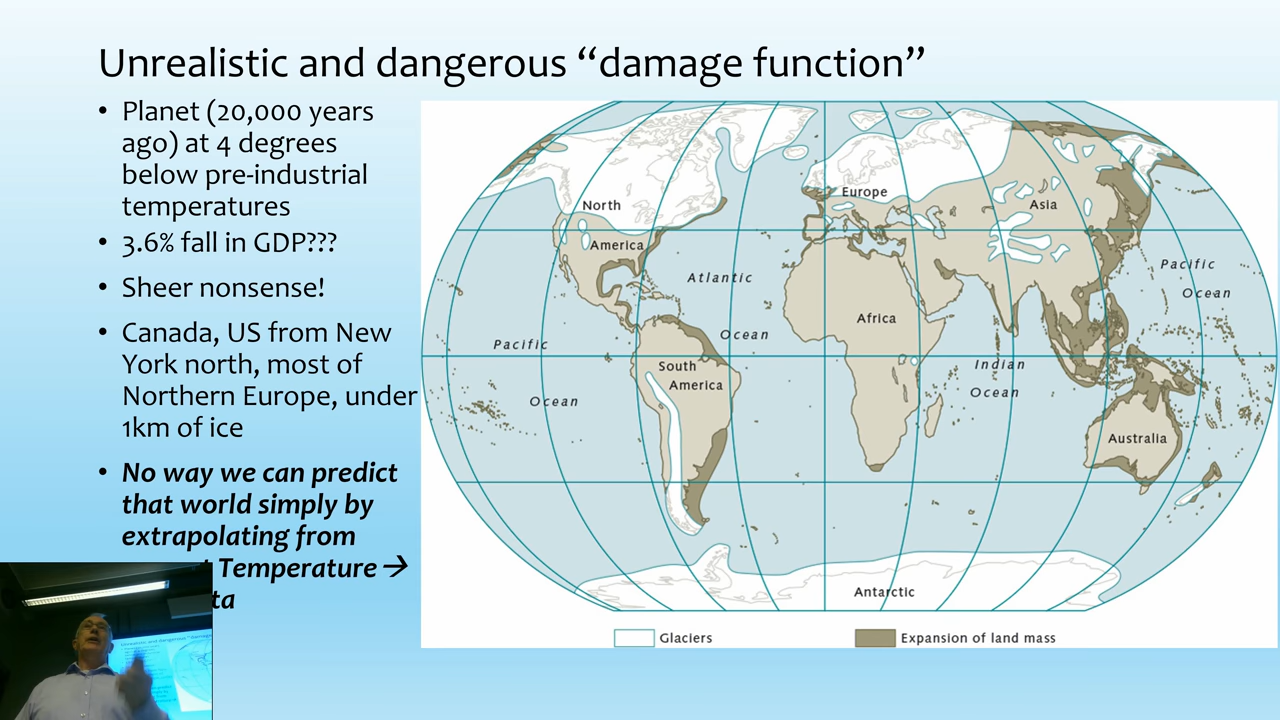 Unrealistic and dangerous “damage function”
• Planet (20,000 years
ago) at 4 degrees
below pre-industrial
temperatures
• 3.6% fall in GDP???
• Sheer nonsense!
• Canada, US from New
York north, most of
Northern Europe, under
1km of ice
• No way we can predict
that world simply by
extrapolating from
Temperature →
North
America
Europe
Asia
Atlantic
Ocean
Pacific
Ocean
Africa
Pacific
Ocean
South
America
Indian
Ocean
Australia
Antarctic
Glaciers
Expansion of land mass